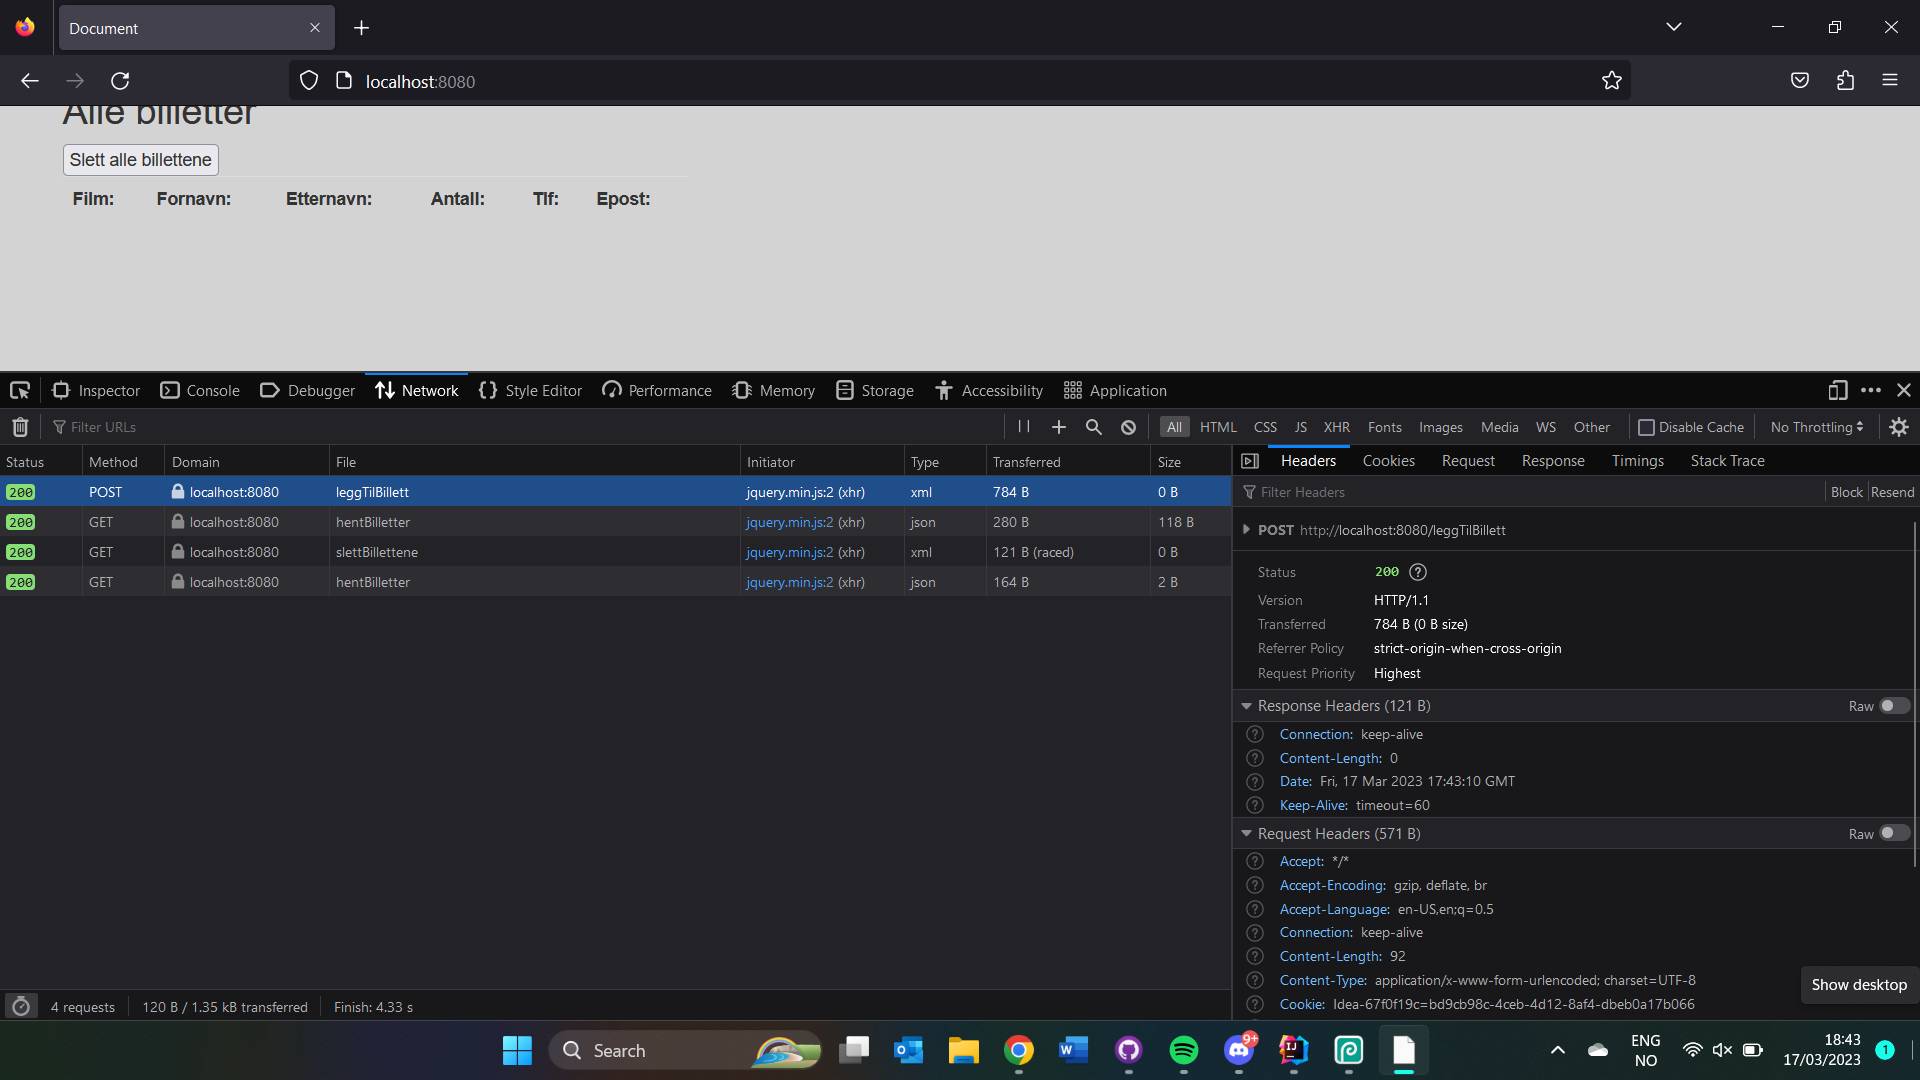 Document
localhost:8080
Alle billetter
Slett alle billettene
Film: Fornavn: Etternavn: Antall: Tlf: Epost:
Inspector Console Debugger Network Style Editor Performance Memory Storage Accessibility Application
Filter URLs All HTML CSS JS XHR Fonts Images Media WS Other Disable Cache No Throttling
Status Method Domain File Initiator Type Transferred Size
200 POST localhost:8080 leggTilBillett jquery.min.js:2 (xhr) xml 784 B 0 B
200 GET localhost:8080 hentBilletter jquery.min.js:2 (xhr) json 280 B 118 B
200 GET localhost:8080 slettBillettene jquery.min.js:2 (xhr) xml 121 B (raced) 0 B
200 GET localhost:8080 hentBilletter jquery.min.js:2 (xhr) json 164 B 2 B
4 requests 120 B / 1.35 kB transferred Finish: 4.33 s
Headers Cookies Request Response Timings Stack Trace
Filter Headers Block Resend
POST http://localhost:8080/leggTilBillett
Status 200
Version HTTP/1.1
Transferred 784 B (0 B size)
Referrer Policy strict-origin-when-cross-origin
Request Priority Highest
Response Headers (121 B) Raw
Connection: keep-alive
Content-Length: 0
Date: Fri, 17 Mar 2023 17:43:10 GMT
Keep-Alive: timeout=60
Request Headers (571 B) Raw
Accept: */*
Accept-Encoding: gzip, deflate, br
Accept-Language: en-US,en;q=0.5
Connection: keep-alive
Content-Length: 92
Content-Type: application/x-www-form-urlencoded; charset=UTF-8
Cookie: Idea-67f0f19c=bd9cb98c-4ceb-4d12-8af4-dbeb0a17b066
Show desktop
Search
9+
ENG
NO
18:43
17/03/2023
1